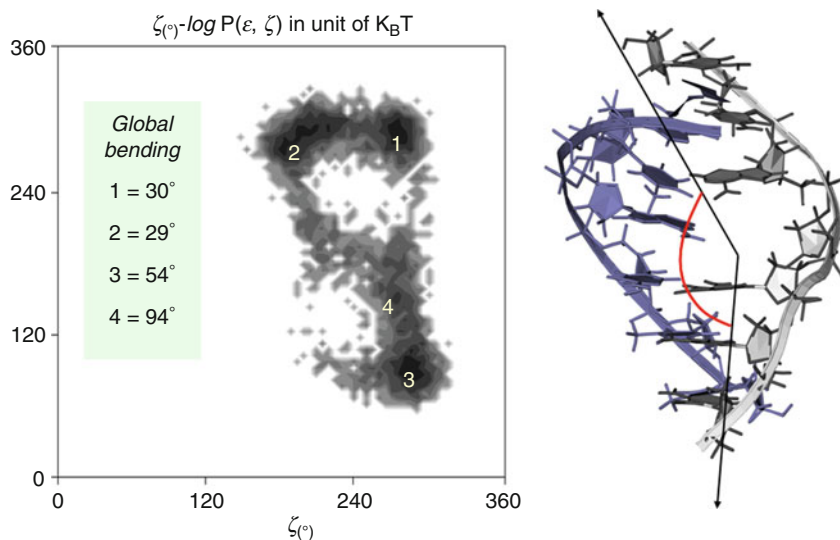 ζ(°)-log P(ε, ζ) in unit of KBT
360
240
120
0
0 120 240 360
ζ(°)
Global
bending
1 = 30°
2 = 29°
3 = 54°
4 = 94°
1
2
4
3